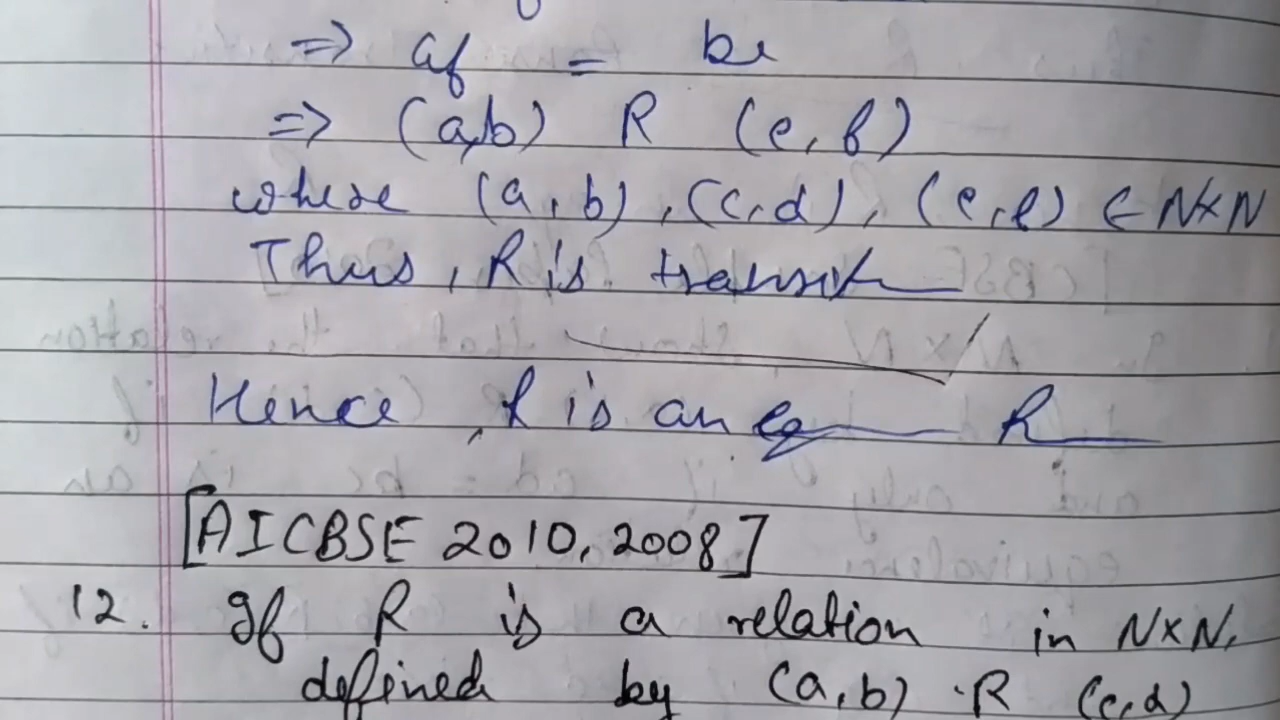 ⇒ af = be
⇒ (a,b) R (e, f)
where (a, b), (c, d), (e, f) ∈ N×N
Thus, R is transit
Hence, R is an eq R
[AICBSE 2010, 2008]
12. If R is a relation in N×N,
defined by (a, b) R (c, d)